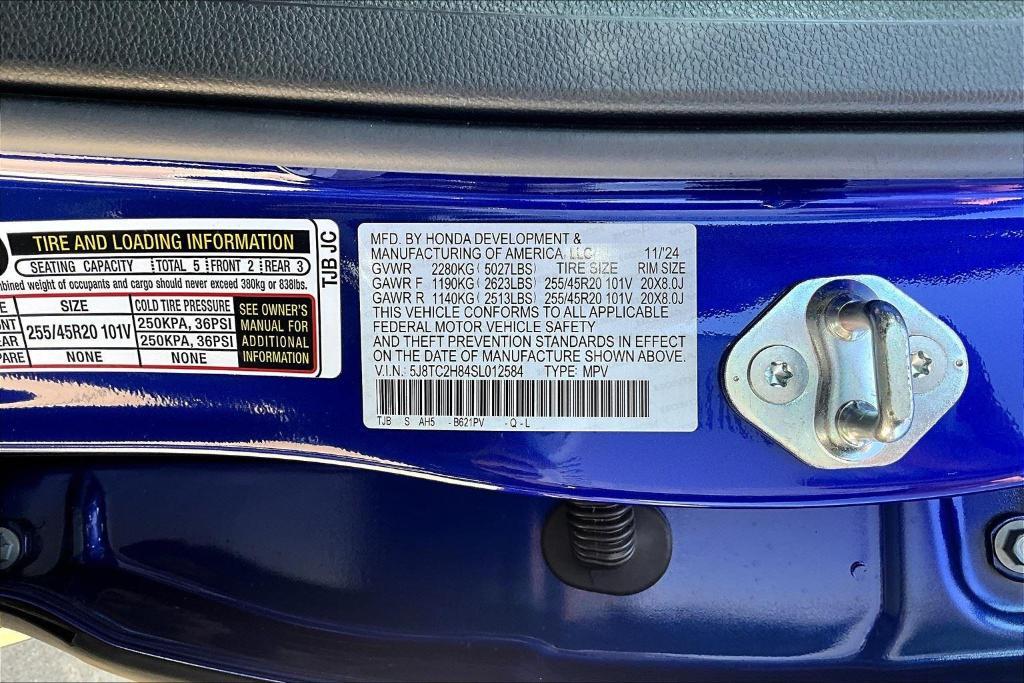 TIRE AND LOADING INFORMATION
SEATING CAPACITY TOTAL 5 FRONT 2 REAR 3
mbined weight of occupants and cargo should never exceed 380kg or 838lbs.
SIZE COLD TIRE PRESSURE
255/45R20 101V 250KPA, 36PSI
250KPA, 36PSI
NONE NONE
SEE OWNER'S
MANUAL FOR
ADDITIONAL
INFORMATION
TJB JC
MFD. BY HONDA DEVELOPMENT &
MANUFACTURING OF AMERICA, LLC 11/'24
GVWR 2280KG( 5027LBS) TIRE SIZE RIM SIZE
GAWR F 1190KG( 2623LBS) 255/45R20 101V 20X8.0J
GAWR R 1140KG( 2513LBS) 255/45R20 101V 20X8.0J
THIS VEHICLE CONFORMS TO ALL APPLICABLE
FEDERAL MOTOR VEHICLE SAFETY
AND THEFT PREVENTION STANDARDS IN EFFECT
ON THE DATE OF MANUFACTURE SHOWN ABOVE.
V.I.N.: 5J8TC2H84SL012584 TYPE: MPV
TJB S AH5 - B621PV - Q - L